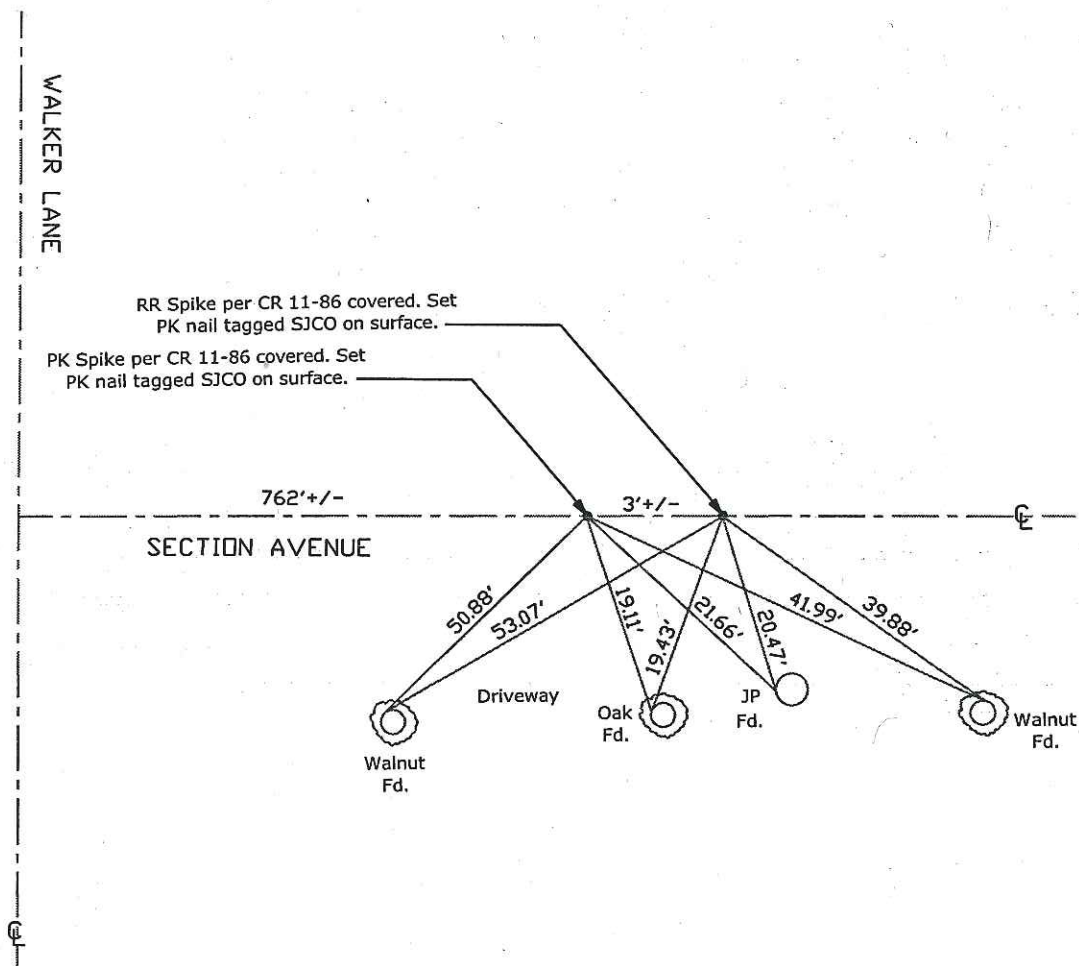 WALKER LANE
RR Spike per CR 11-86 covered. Set
PK nail tagged SJCO on surface.
PK Spike per CR 11-86 covered. Set
PK nail tagged SJCO on surface.
762'+/-
3'+/-
℄
SECTION AVENUE
50.88'
53.07'
19.11'
19.43'
21.66'
20.47'
41.99'
39.88'
Driveway
Walnut
Fd.
Oak
Fd.
JP
Fd.
Walnut
Fd.
℄